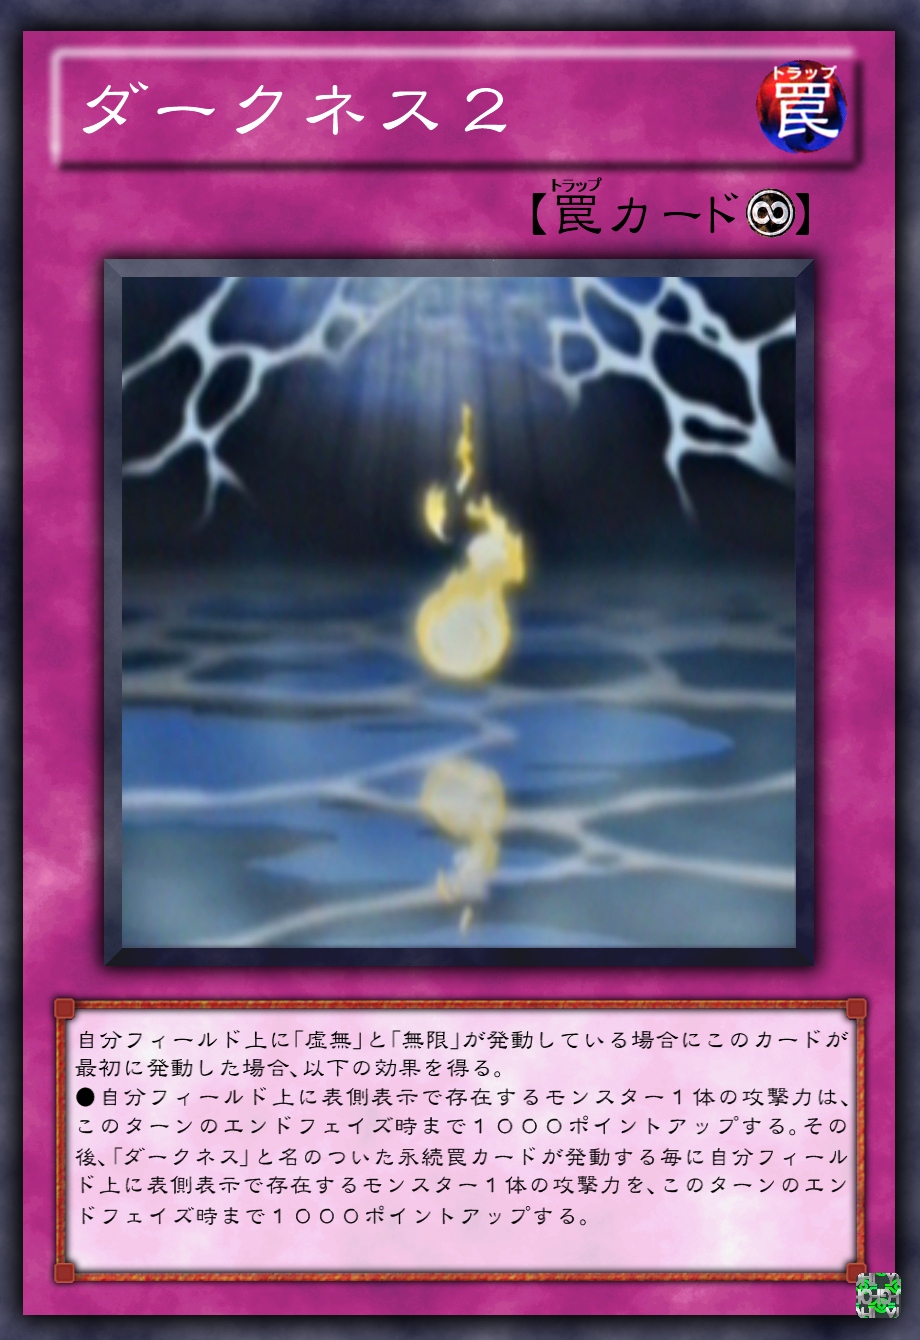 ダークネス２
トラップ
罠
トラップ
【罠カード∞】
自分フィールド上に「虚無」と「無限」が発動している場合にこのカードが
最初に発動した場合、以下の効果を得る。
●自分フィールド上に表側表示で存在するモンスター１体の攻撃力は、
このターンのエンドフェイズ時まで１０００ポイントアップする。その
後、「ダークネス」と名のついた永続罠カードが発動する毎に自分フィール
ド上に表側表示で存在するモンスター１体の攻撃力を、このターンのエン
ドフェイズ時まで１０００ポイントアップする。